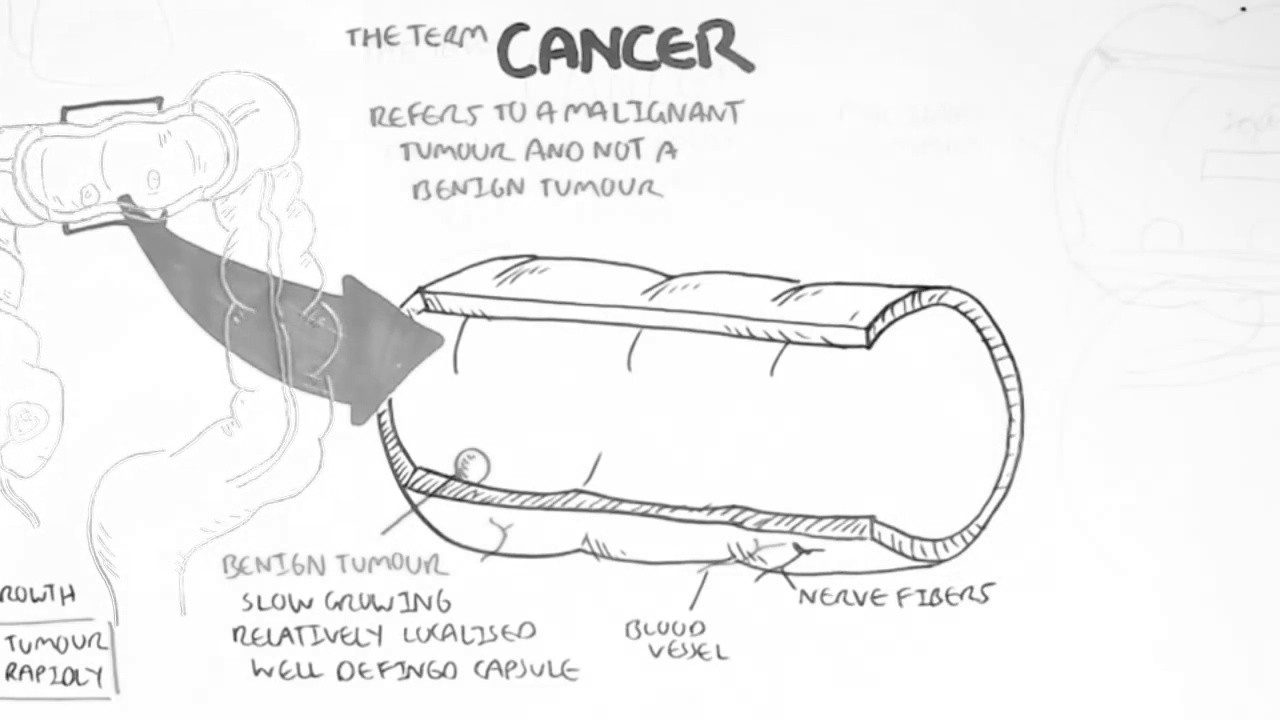 THE TERM CANCER
REFERS TO A MALIGNANT
TUMOUR AND NOT A
BENIGN TUMOUR
BENIGN TUMOUR
SLOW GROWING
RELATIVELY LOCALISED
WELL DEFINED CAPSULE
BLOOD
VESSEL
NERVE FIBERS
ROWTH
TUMOUR
RAPIDLY